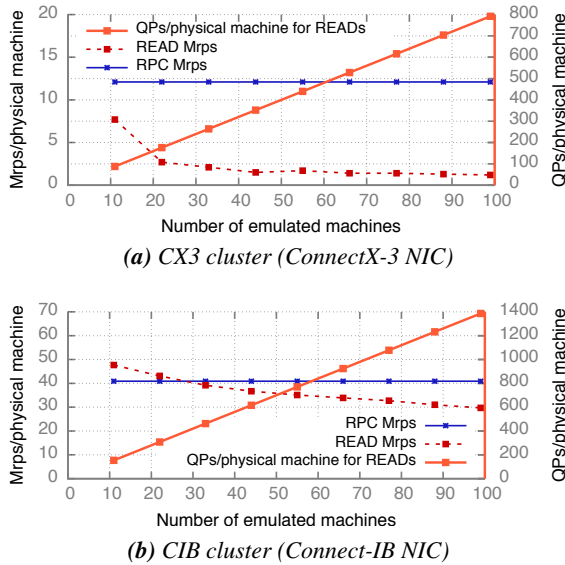 20 800
QPs/physical machine for READs
READ Mrps
RPC Mrps
15 700
600
10 500
400
5 300
200
100
0 0
Mrps/physical machine
QPs/physical machine
0 10 20 30 40 50 60 70 80 90 100
Number of emulated machines
(a) CX3 cluster (ConnectX-3 NIC)
70 1400
60 1200
50 1000
40 800
30 600
20 400
10 200
0 0
Mrps/physical machine
QPs/physical machine
RPC Mrps
READ Mrps
QPs/physical machine for READs
0 10 20 30 40 50 60 70 80 90 100
Number of emulated machines
(b) CIB cluster (Connect-IB NIC)